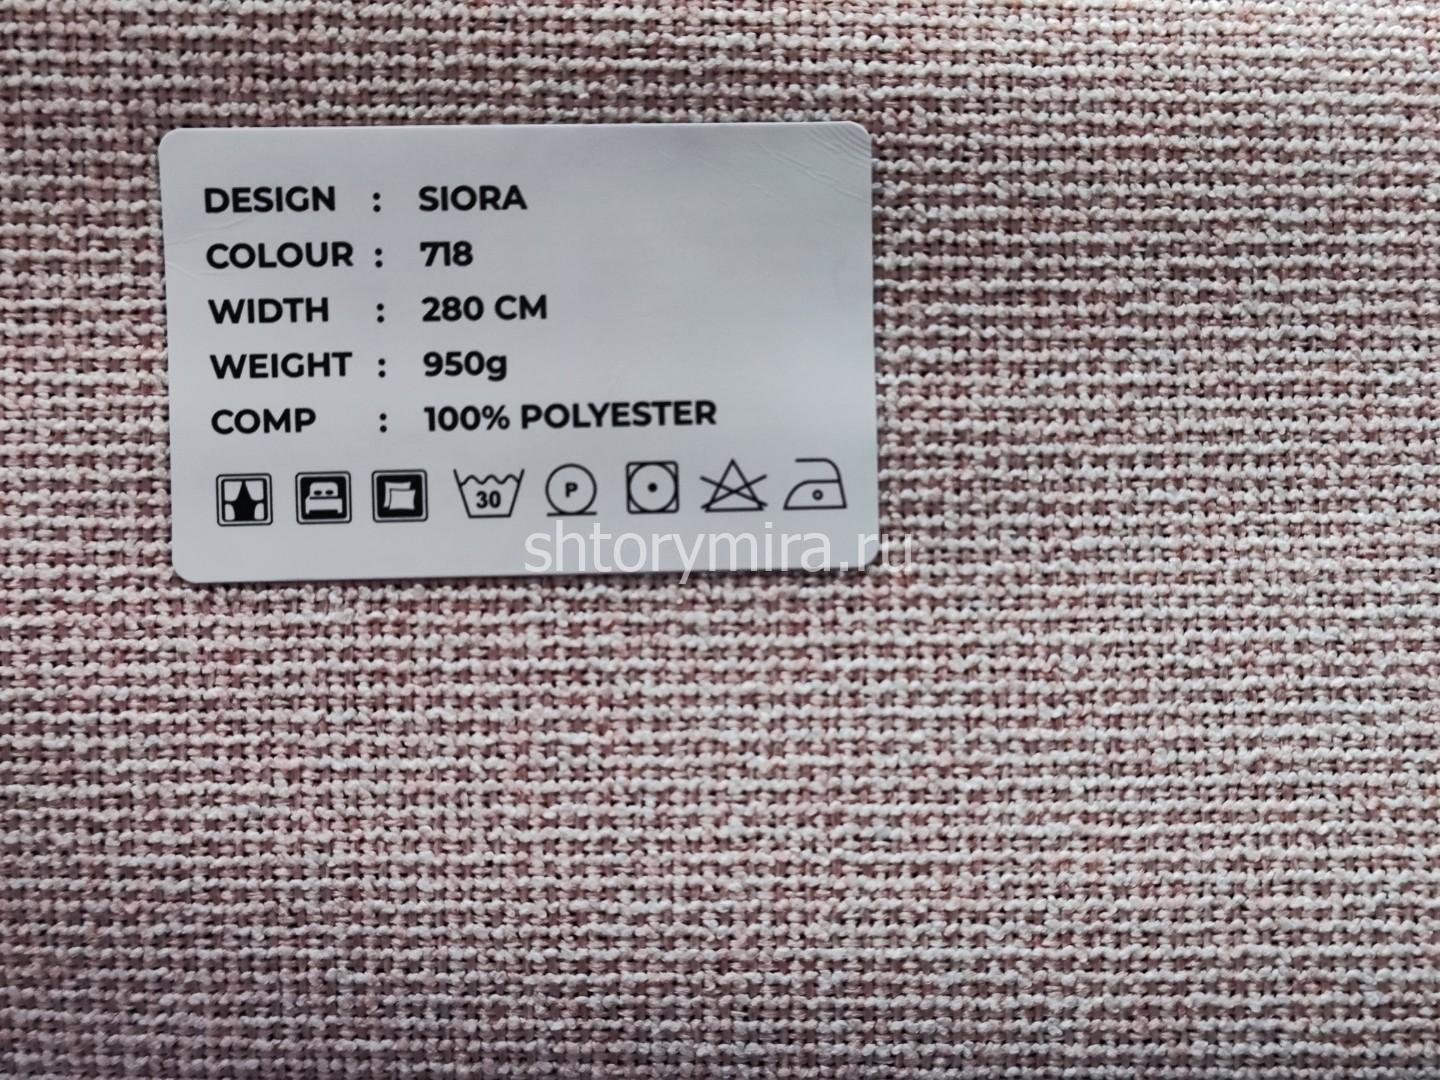 DESIGN : SIORA
COLOUR : 718
WIDTH : 280 CM
WEIGHT : 950g
COMP : 100% POLYESTER
30 P
shtorymira.ru